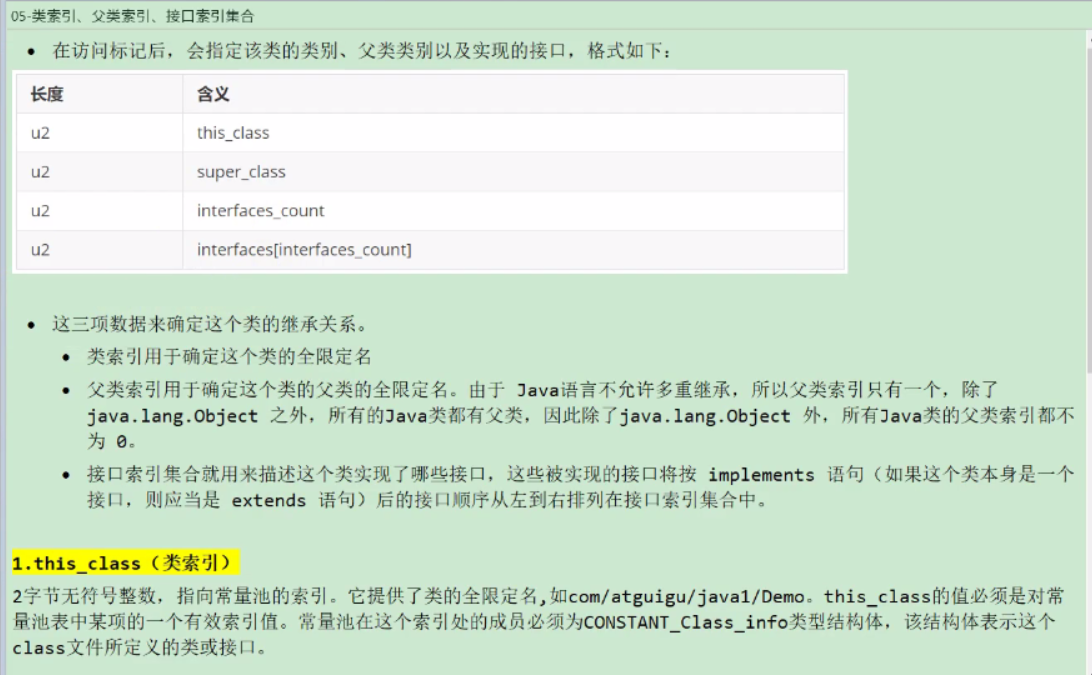 05-类索引、父类索引、接口索引集合
• 在访问标记后，会指定该类的类别、父类类别以及实现的接口，格式如下：
长度 含义
u2 this_class
u2 super_class
u2 interfaces_count
u2 interfaces[interfaces_count]
• 这三项数据来确定这个类的继承关系。
• 类索引用于确定这个类的全限定名
• 父类索引用于确定这个类的父类的全限定名。由于 Java语言不允许多重继承，所以父类索引只有一个，除了
java.lang.Object 之外，所有的Java类都有父类，因此除了java.lang.Object 外，所有Java类的父类索引都不
为 0。
• 接口索引集合就用来描述这个类实现了哪些接口，这些被实现的接口将按 implements 语句（如果这个类本身是一个
接口，则应当是 extends 语句）后的接口顺序从左到右排列在接口索引集合中。
1.this_class（类索引）
2字节无符号整数，指向常量池的索引。它提供了类的全限定名,如com/atguigu/java1/Demo。this_class的值必须是对常
量池表中某项的一个有效索引值。常量池在这个索引处的成员必须为CONSTANT_Class_info类型结构体，该结构体表示这个
class文件所定义的类或接口。